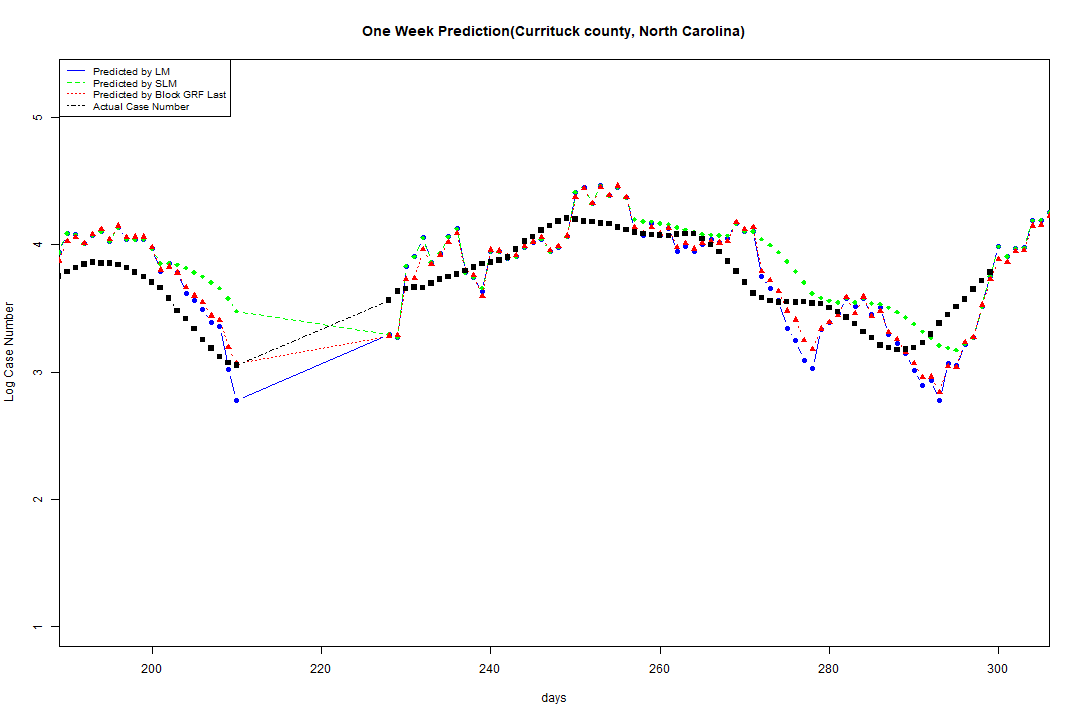 One Week Prediction(Currituck county, North Carolina)
Predicted by LM
Predicted by SLM
Predicted by Block GRF Last
Actual Case Number
5
4
3
2
1
Log Case Number
200 220 240 260 280 300
days